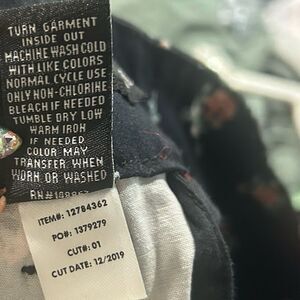 TURN GARMENT
INSIDE OUT
MACHINE WASH COLD
WITH LIKE COLORS
NORMAL CYCLE USE
ONLY NON-CHLORINE
BLEACH IF NEEDED
TUMBLE DRY LOW
WARM IRON
IF NEEDED
COLOR MAY
TRANSFER WHEN
WORN OR WASHED
ITEM#: 12784362
PO#: 1379279
CUT#: 01
CUT DATE: 12/2019